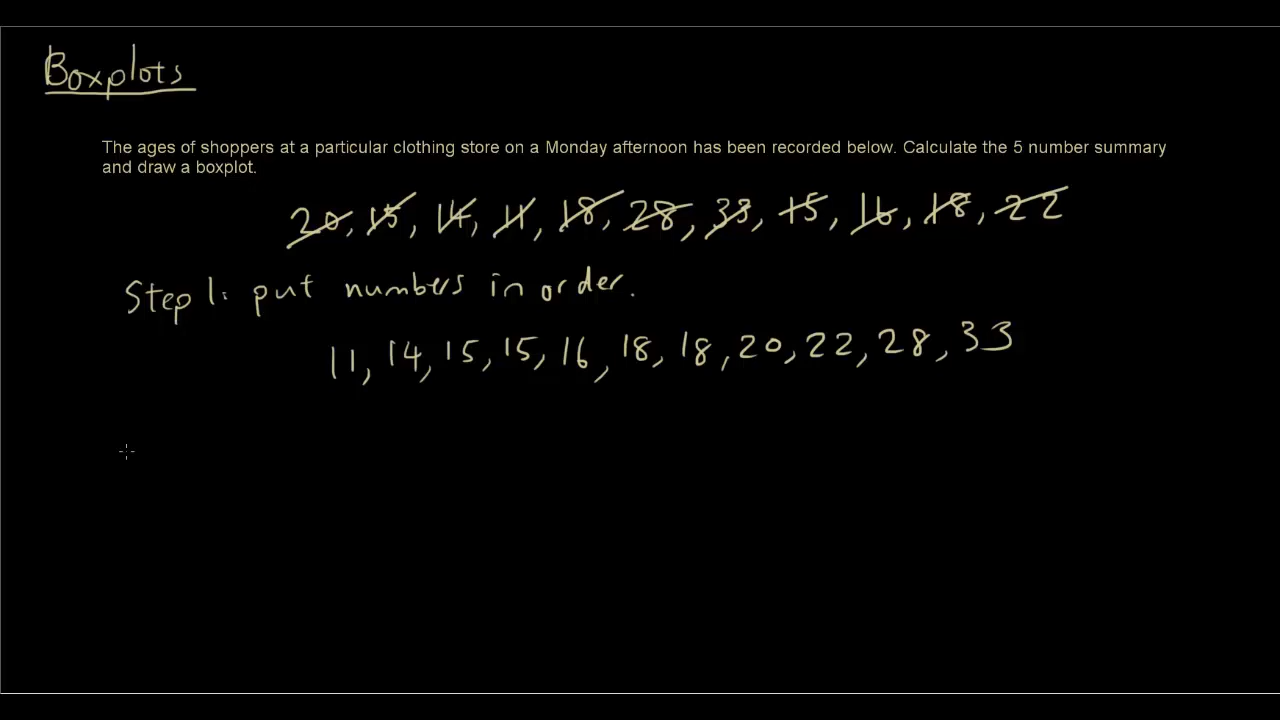 Boxplots
The ages of shoppers at a particular clothing store on a Monday afternoon has been recorded below. Calculate the 5 number summary
and draw a boxplot.
20, 15, 14, 11, 18, 28, 33, 15, 16, 18, 22
Step 1: put numbers in order.
11, 14, 15, 15, 16, 18, 18, 20, 22, 28, 33